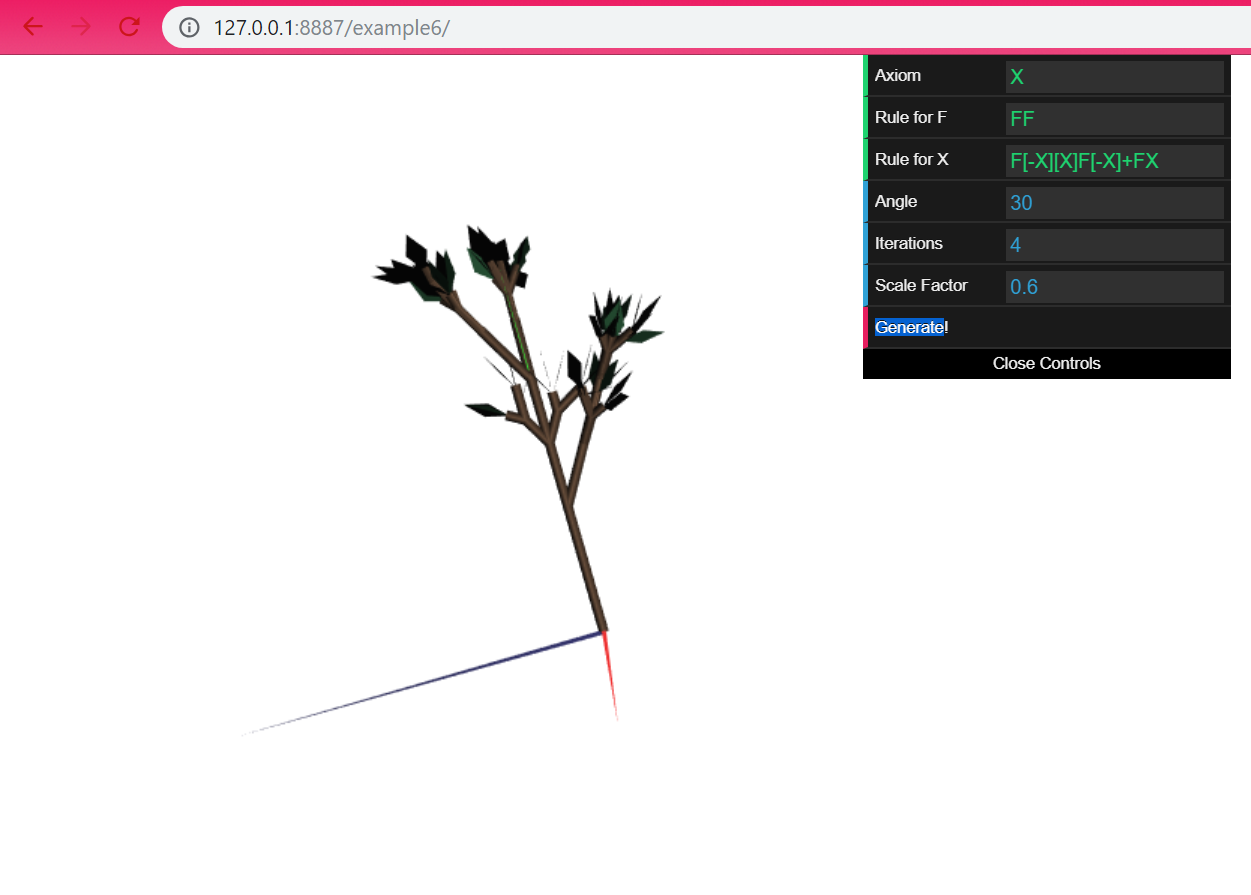 127.0.0.1:8887/example6/
Axiom X
Rule for F FF
Rule for X F[-X][X]F[-X]+FX
Angle 30
Iterations 4
Scale Factor 0.6
Generate!
Close Controls